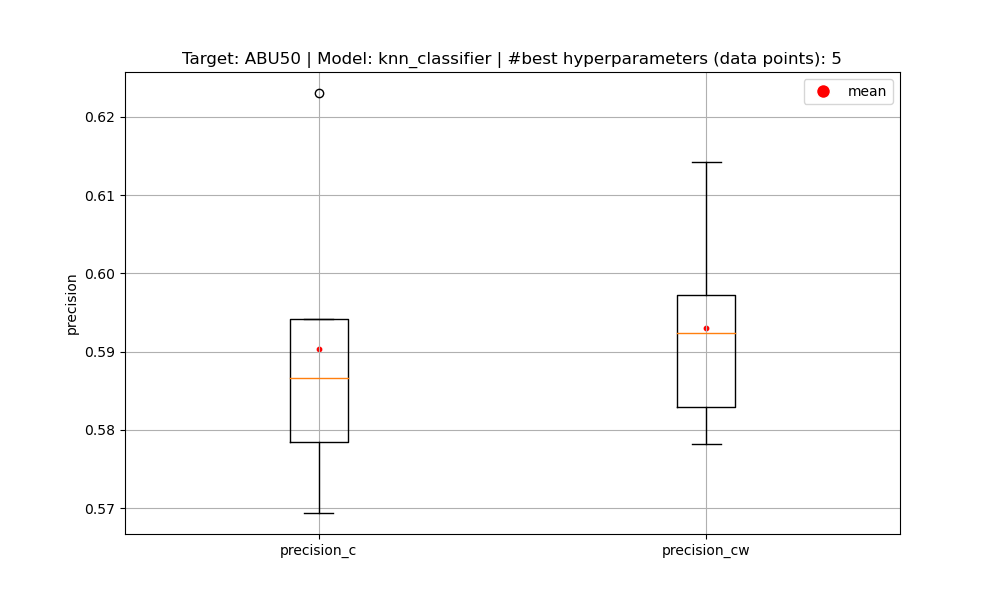 Target: ABU50 | Model: knn_classifier | #best hyperparameters (data points): 5
mean
0.62
0.61
0.60
0.59
0.58
0.57
precision
precision_c
precision_cw